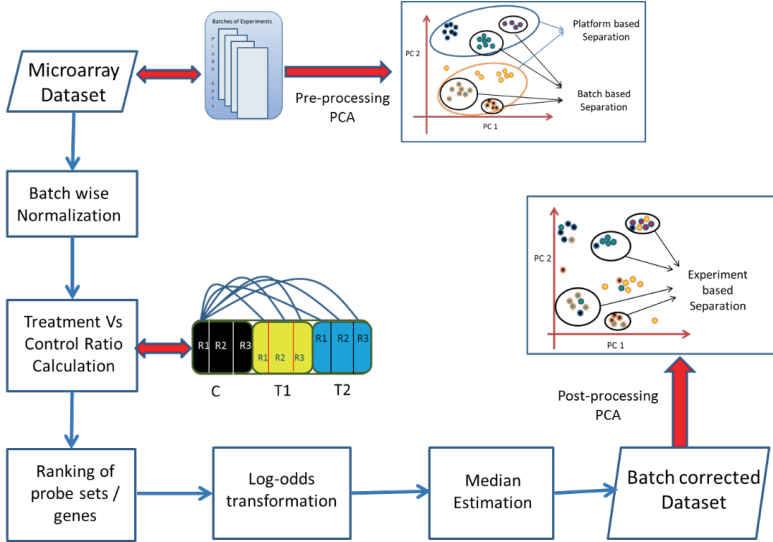 Microarray
Dataset
Batches of Experiments
P
r
o
b
e
S
e
t
s
Pre-processing
PCA
PC 2
PC 1
Platform based
Separation
Batch based
Separation
Batch wise
Normalization
Treatment Vs
Control Ratio
Calculation
R1 R2 R3 R1 R2 R3 R1 R2 R3
C T1 T2
PC 2
PC 1
Experiment
based
Separation
Post-processing
PCA
Ranking of
probe sets /
genes
Log-odds
transformation
Median
Estimation
Batch corrected
Dataset